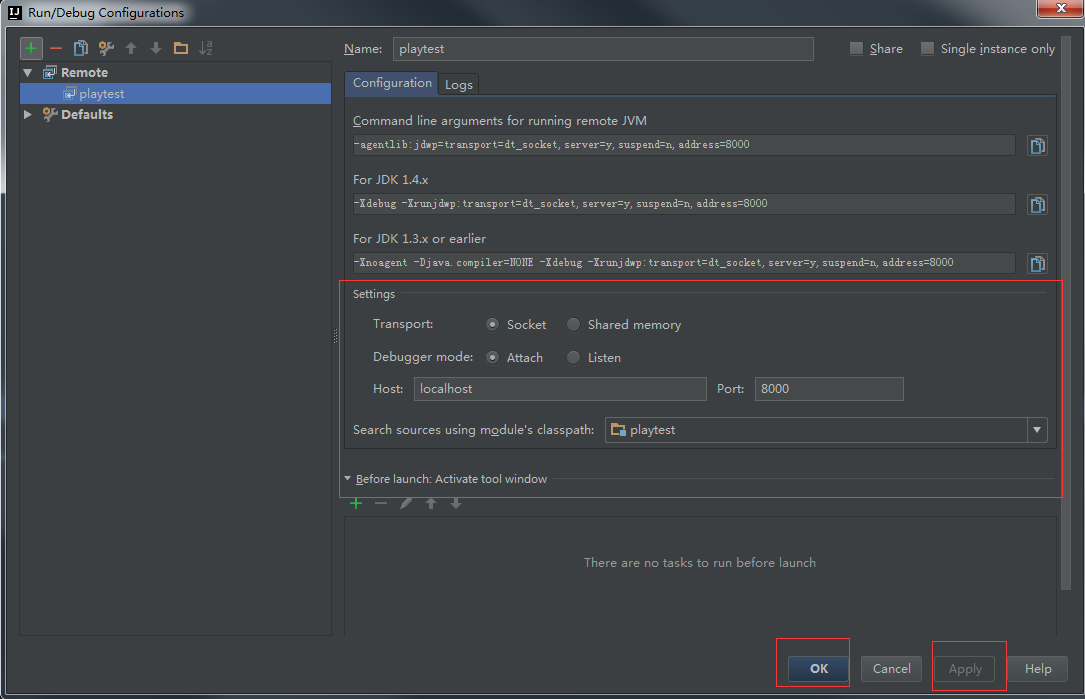 IJ Run/Debug Configurations
Name: playtest Share Single instance only
Remote
playtest
Defaults
Configuration Logs
Command line arguments for running remote JVM
-agentlib:jdwp=transport=dt_socket,server=y,suspend=n,address=8000
For JDK 1.4.x
-Xdebug -Xrunjdwp:transport=dt_socket,server=y,suspend=n,address=8000
For JDK 1.3.x or earlier
-Xnoagent -Djava.compiler=NONE -Xdebug -Xrunjdwp:transport=dt_socket,server=y,suspend=n,address=8000
Settings
Transport: Socket Shared memory
Debugger mode: Attach Listen
Host: localhost Port: 8000
Search sources using module's classpath: playtest
Before launch: Activate tool window
There are no tasks to run before launch
OK Cancel Apply Help